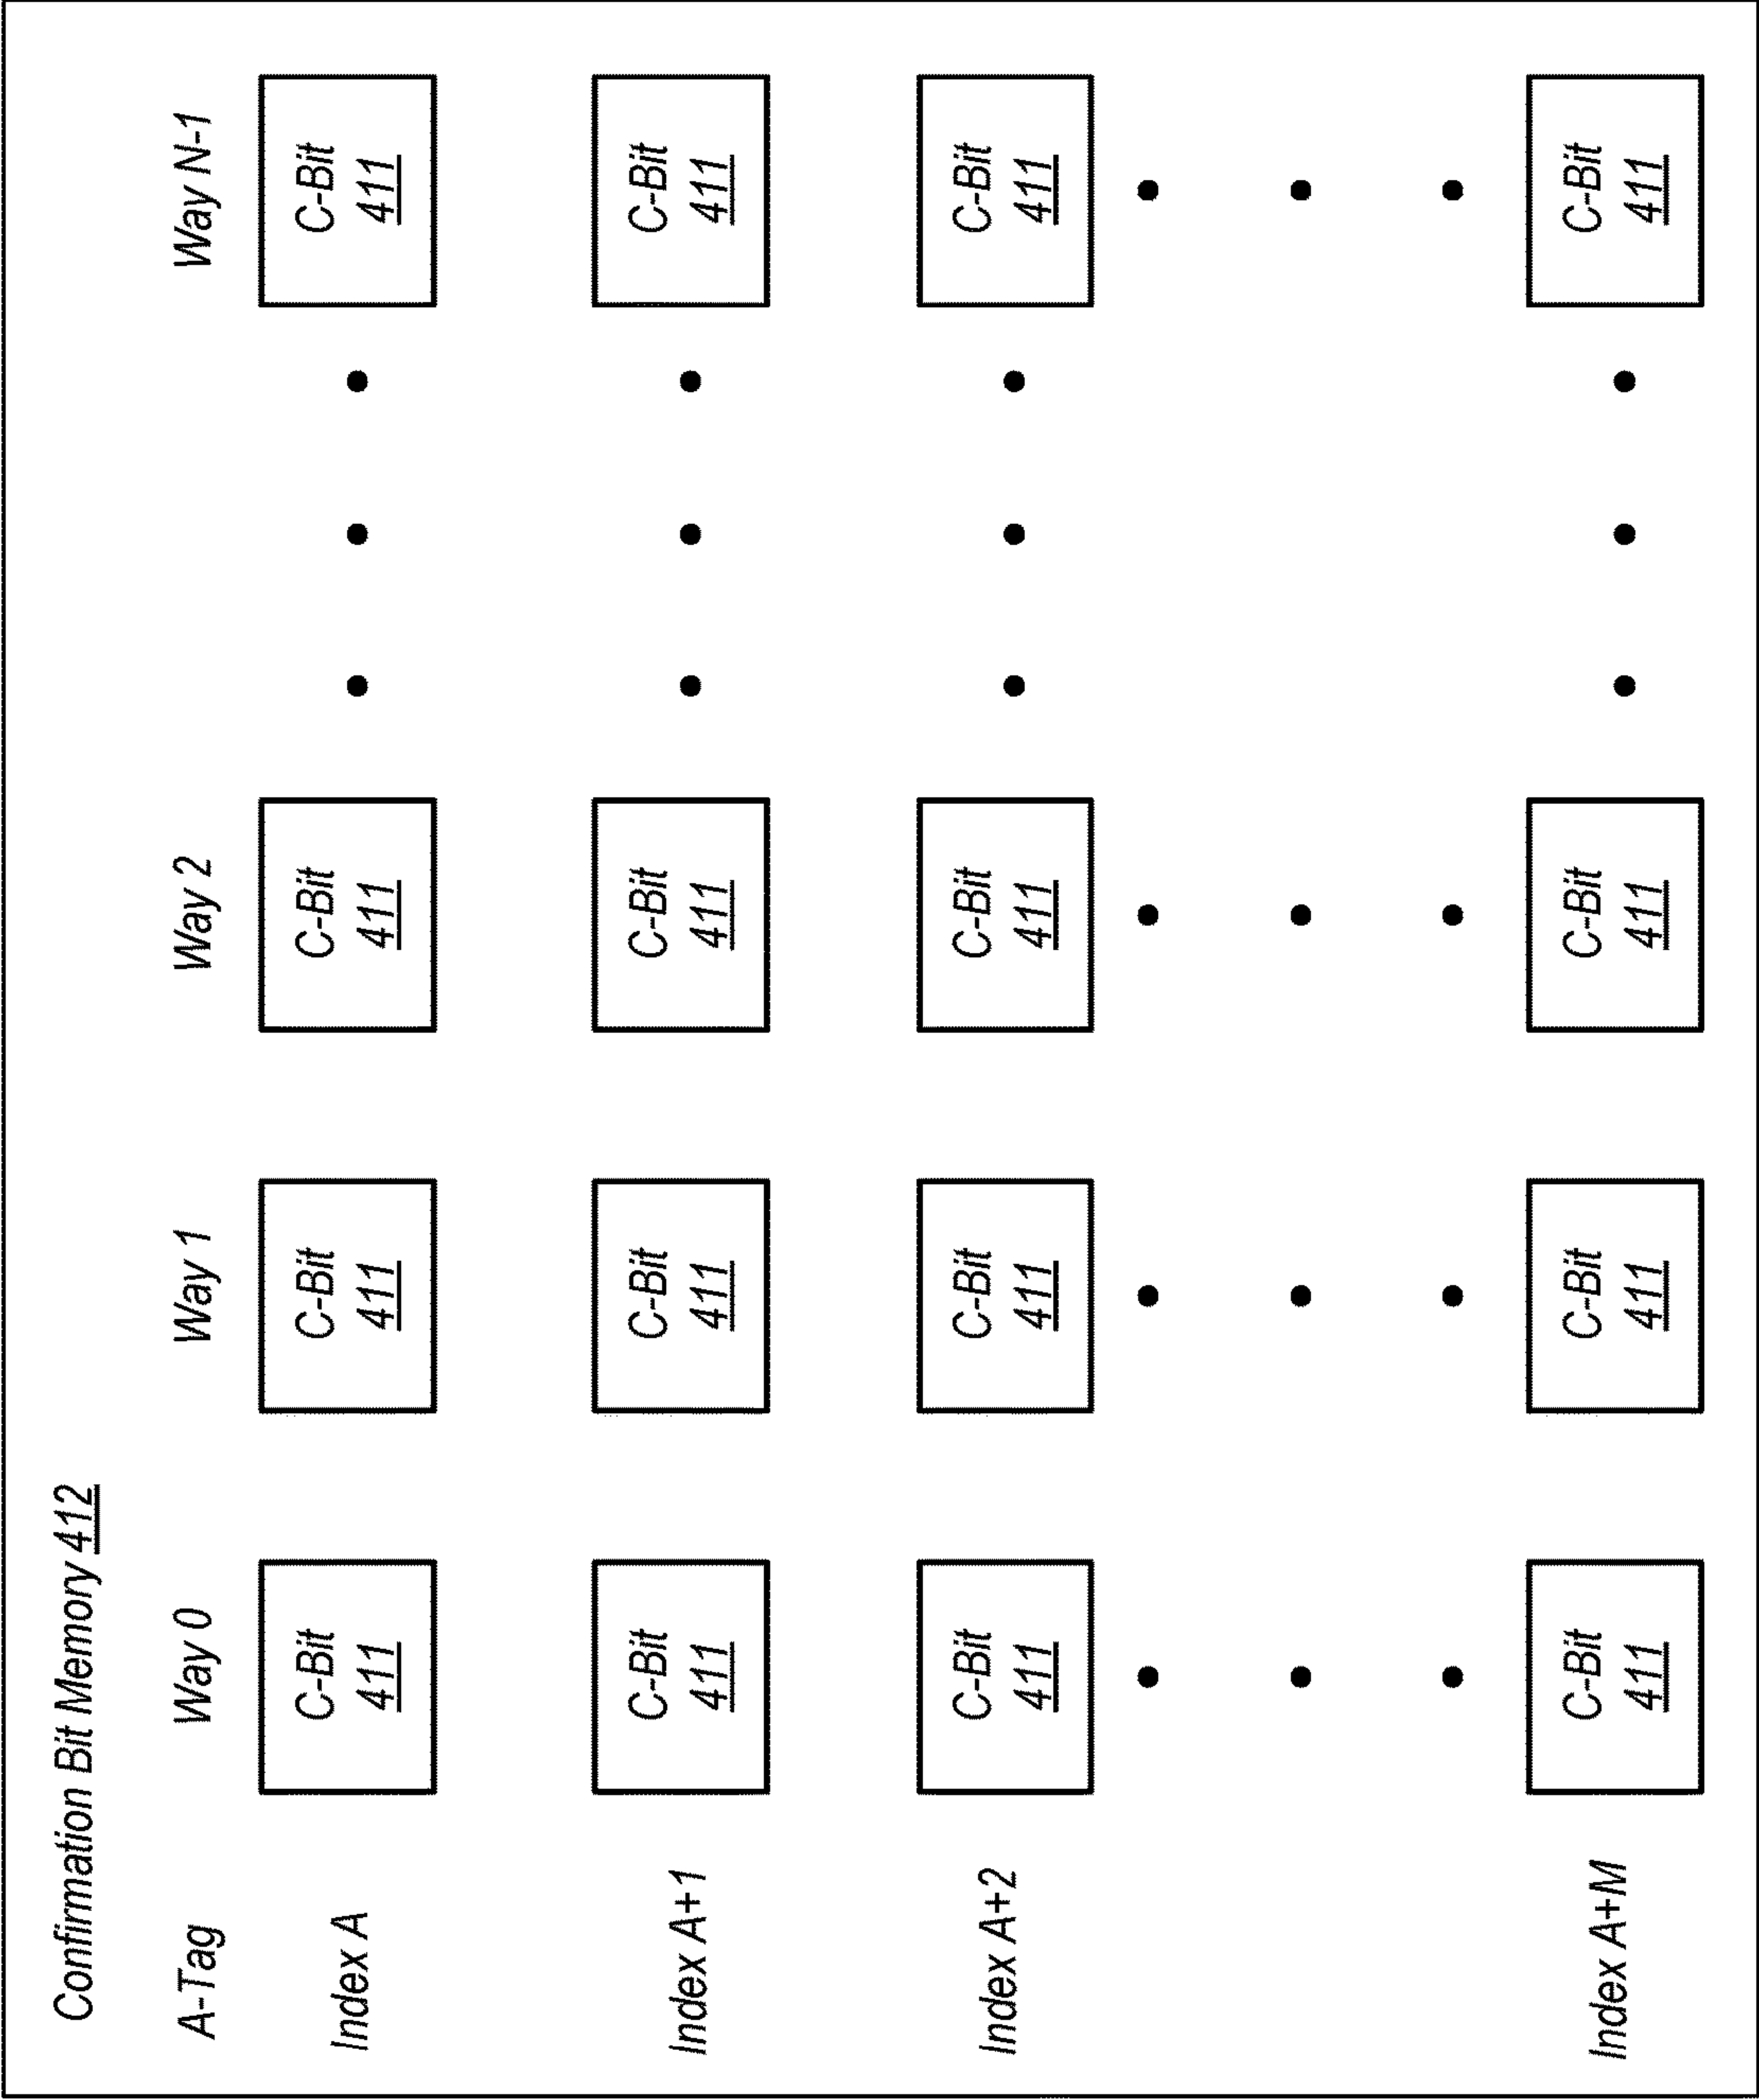 Confirmation Bit Memory 412
A-Tag Way 0 Way 1 Way 2 Way N-1
Index A C-Bit C-Bit C-Bit C-Bit
411 411 411 411
Index A+1 C-Bit C-Bit C-Bit C-Bit
411 411 411 411
Index A+2 C-Bit C-Bit C-Bit C-Bit
411 411 411 411
Index A+M C-Bit C-Bit C-Bit C-Bit
411 411 411 411